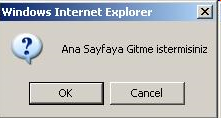 Windows Internet Explorer
Ana Sayfaya Gitme istermisiniz
OK
Cancel